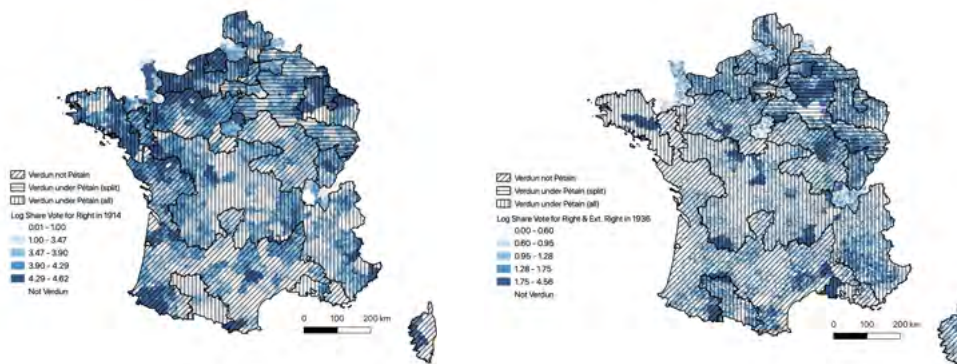 Verdun not Pétain
Verdun under Pétain (split)
Verdun under Pétain (all)
Log Share Vote for Right in 1914
0.01 - 1.00
1.00 - 3.47
3.47 - 3.90
3.90 - 4.29
4.29 - 4.62
Not Verdun
0 100 200 km
Verdun not Pétain
Verdun under Pétain (split)
Verdun under Pétain (all)
Log Share Vote for Right & Ext. Right in 1936
0.00 - 0.60
0.60 - 0.95
0.95 - 1.28
1.28 - 1.75
1.75 - 4.56
Not Verdun
0 100 200 km